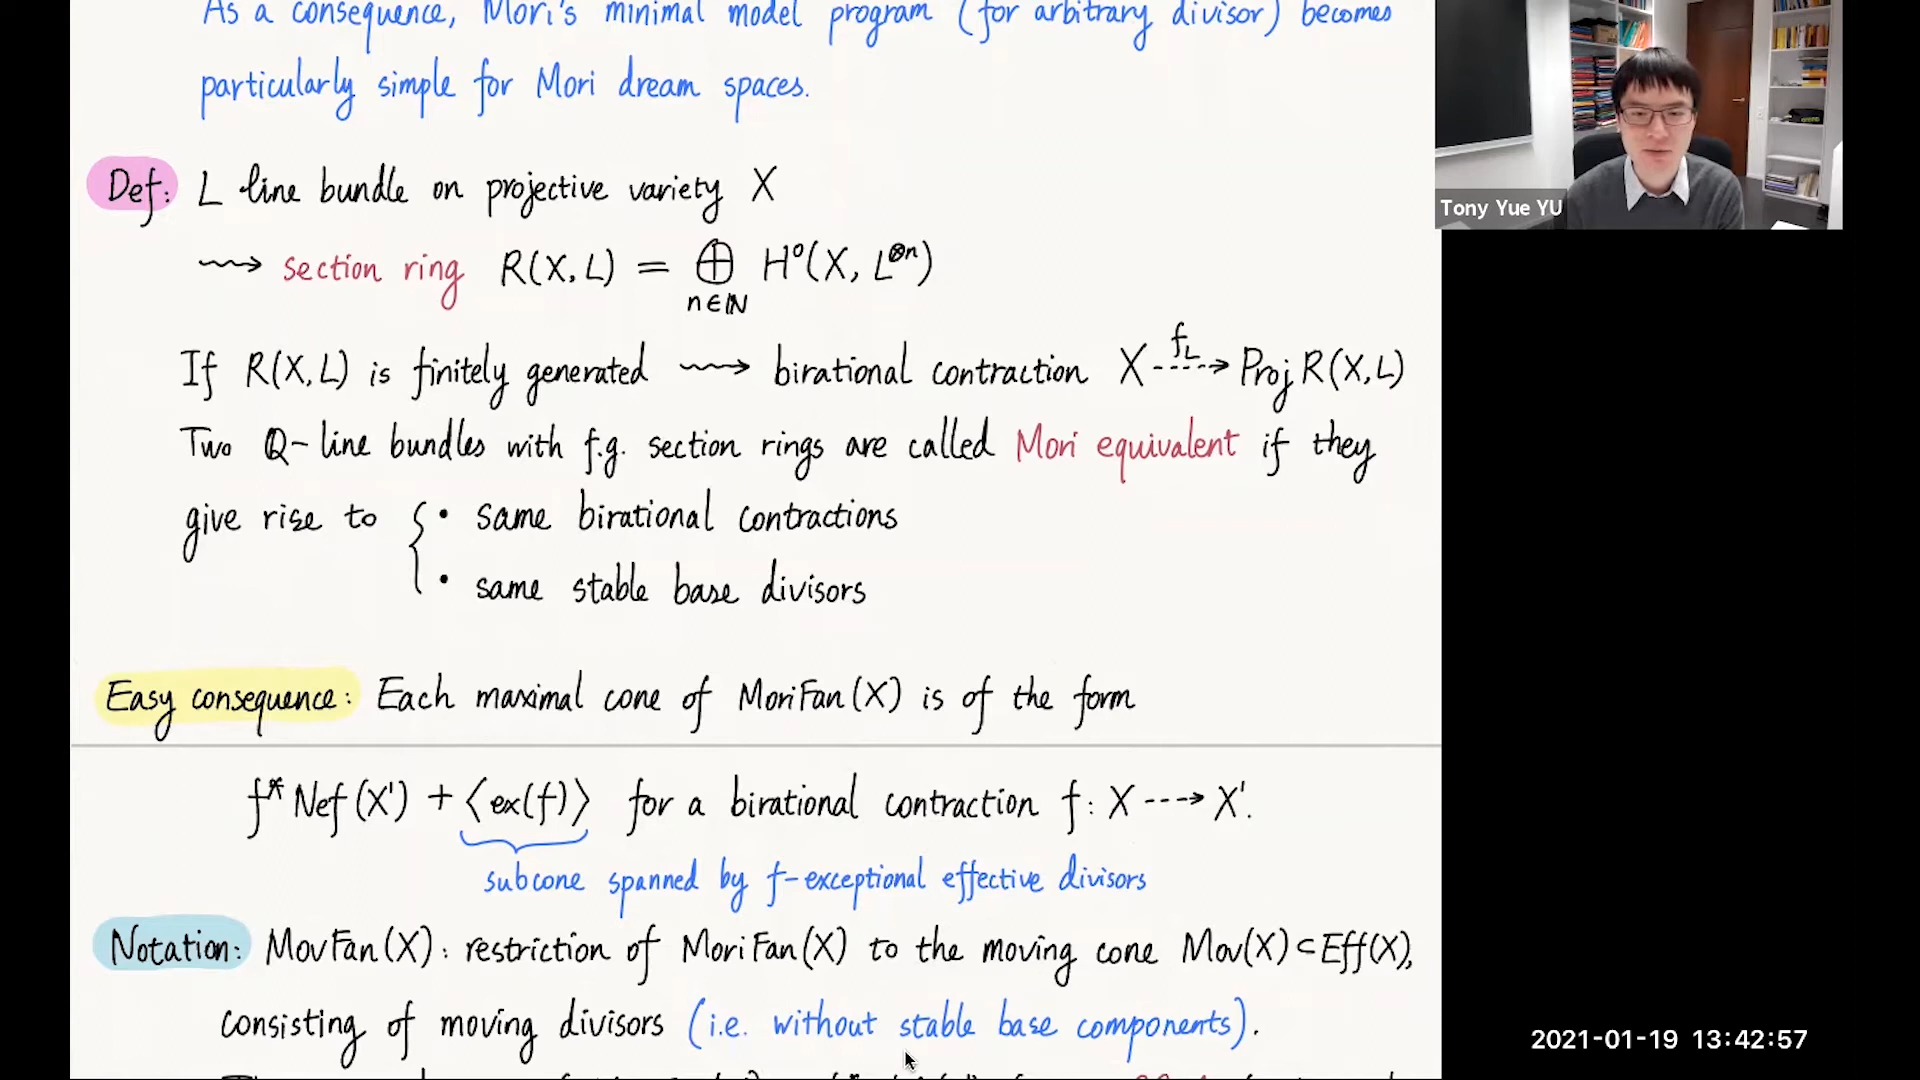 As a consequence, Mori's minimal model program (for arbitrary divisor) becomes
particularly simple for Mori dream spaces.
Def: L line bundle on projective variety X
⇝ section ring R(X, L) = ⊕ H⁰(X, L^⊗n)
n∈ℕ
If R(X, L) is finitely generated ⇝ birational contraction X ⇢ Proj R(X, L)
f_L
Two Q-line bundles with f.g. section rings are called Mori equivalent if they
give rise to { • same birational contractions
• same stable base divisors
Easy consequence: Each maximal cone of MoriFan(X) is of the form
f* Nef(X') + ⟨ex(f)⟩ for a birational contraction f: X ⇢ X'.
subcone spanned by f-exceptional effective divisors
Notation: MovFan(X): restriction of MoriFan(X) to the moving cone Mov(X) ⊂ Eff(X),
consisting of moving divisors (i.e. without stable base components).
Tony Yue YU
2021-01-19 13:42:57